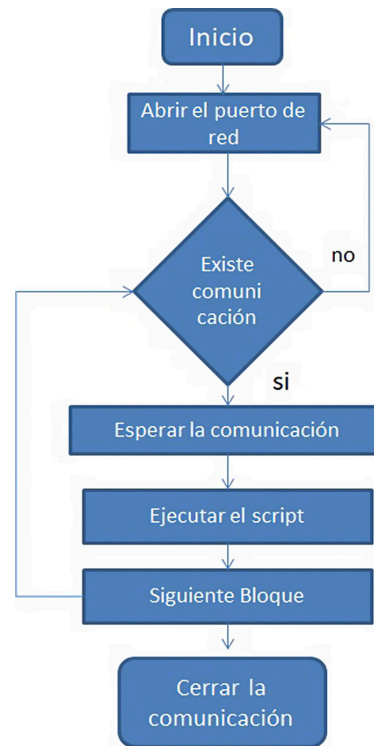 Inicio
Abrir el puerto de
red
Existe
comuni
cación
no
si
Esperar la comunicación
Ejecutar el script
Siguiente Bloque
Cerrar la
comunicación